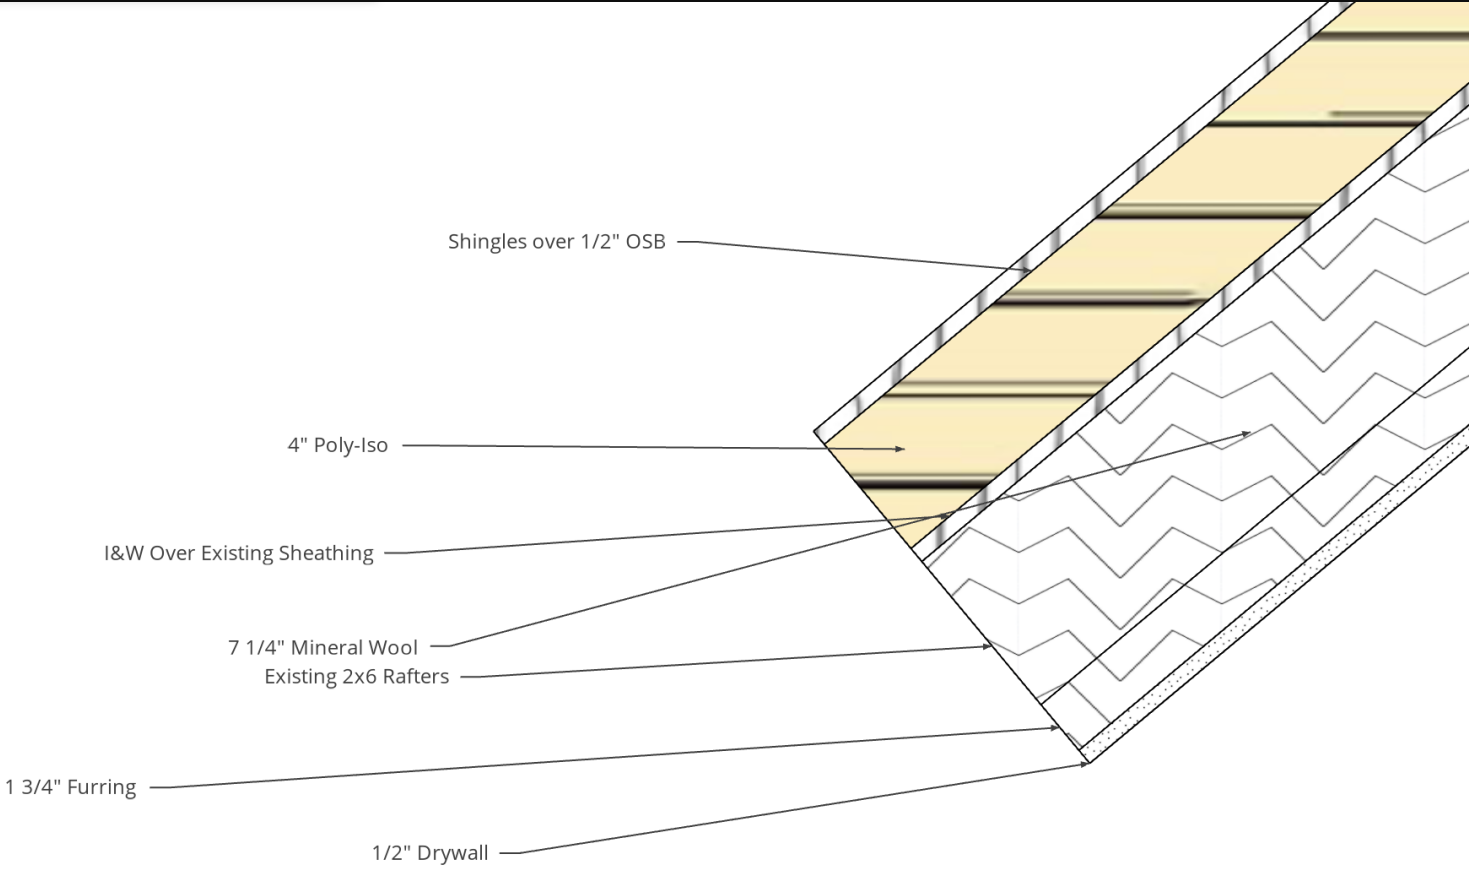 Shingles over 1/2" OSB
4" Poly-Iso
I&W Over Existing Sheathing
7 1/4" Mineral Wool
Existing 2x6 Rafters
1 3/4" Furring
1/2" Drywall